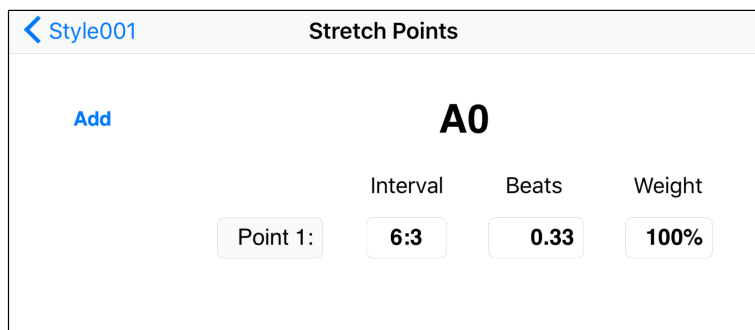 Style001 Stretch Points
Add A0
Interval Beats Weight
Point 1: 6:3 0.33 100%